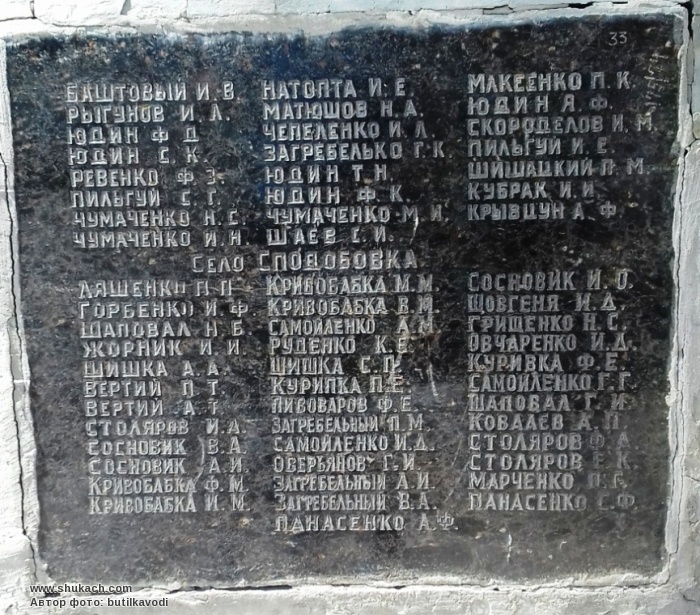 33
БАШТОВЫЙ И. В. НАТОПТА И. Е. МАКЕЕНКО П. К.
РЫГУНОВ И. Л. МАТЮШОВ Н. А. ЮДИН Я. Ф.
ЮДИН Ф. Д. ЧЕПЕЛЕНКО И. Л. СКОРОДЕЛОВ И. М.
ЮДИН С. К. ЗАГРЕБЕЛЬКО Г. К. ПИЛЬГУЙ И. Е.
РЕВЕНКО Ф. З. ЮДИН Т. Н. ШИШАЦКИЙ П. М.
ПИЛЬГУЙ С. Г. ЮДИН Ф. К. КУБРАК И. И.
ЧУМАЧЕНКО Н. С. ЧУМАЧЕНКО М. И. КРЫВЦУН А. Ф.
ЧУМАЧЕНКО И. Н. ШАЕВ С. И.
СЕЛО СПОДОБОВКА
ЛЯШЕНКО П. П. КРИВОБАБКА М. М. СОСНОВИК И. О.
ГОРБЕНКО И. Ф. КРИВОБАБКА В. М. ЩОВГЕНЯ И. Д.
ШАПОВАЛ Н. Б. САМОЙЛЕНКО А. М. ГРИЩЕНКО Н. С.
ЖОРНИК И. И. РУДЕНКО К. Е. ОВЧАРЕНКО И. Д.
ШИШКА А. А. ШИШКА С. П. КУРИВКА Ф. Е.
ВЕРТИЙ П. Т. КУРИПКА П. Е. САМОЙЛЕНКО Г. Г.
ВЕРТИЙ А. Т. ПИВОВАРОВ Ф. Е. ШАПОВАЛ Г. И.
СТОЛЯРОВ И. А. ЗАГРЕБЕЛЬНЫЙ П. М. КОВАЛЕВ А. П.
СОСНОВИК В. А. САМОЙЛЕНКО И. Д. СТОЛЯРОВ Ф. А.
СОСНОВИК А. И. ОВЕРЬЯНОВ Г. И. СТОЛЯРОВ Е. К.
КРИВОБАБКА Ф. М. ЗАГРЕБЕЛЬНЫЙ А. И. МАРЧЕНКО П. Г.
КРИВОБАБКА И. М. ЗАГРЕБЕЛЬНЫЙ В. А. ПАНАСЕНКО С. Ф.
ПАНАСЕНКО А. Ф.
www.shukach.com
Автор фото: butilkavodi